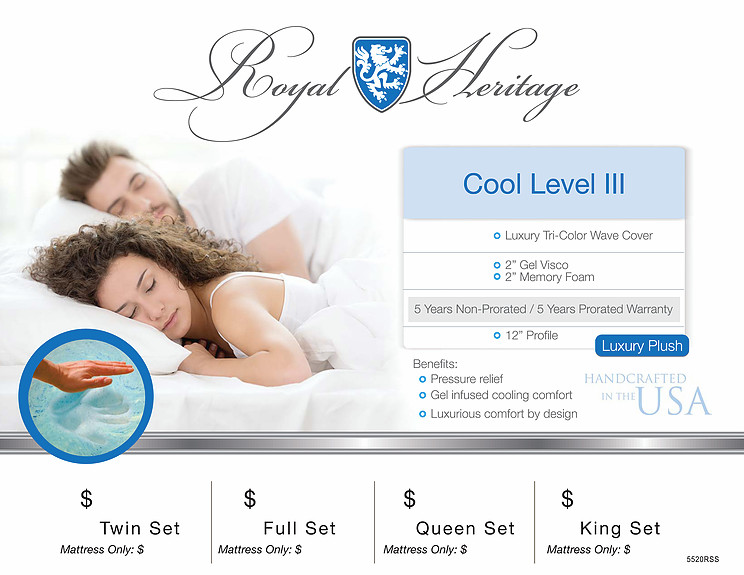 Royal Heritage
Cool Level III
Luxury Tri-Color Wave Cover
2” Gel Visco
2” Memory Foam
5 Years Non-Prorated / 5 Years Prorated Warranty
12” Profile
Luxury Plush
Benefits:
Pressure relief
Gel infused cooling comfort
Luxurious comfort by design
HANDCRAFTED
IN THE USA
$ $ $ $
Twin Set Full Set Queen Set King Set
Mattress Only: $ Mattress Only: $ Mattress Only: $ Mattress Only: $
5520RSS